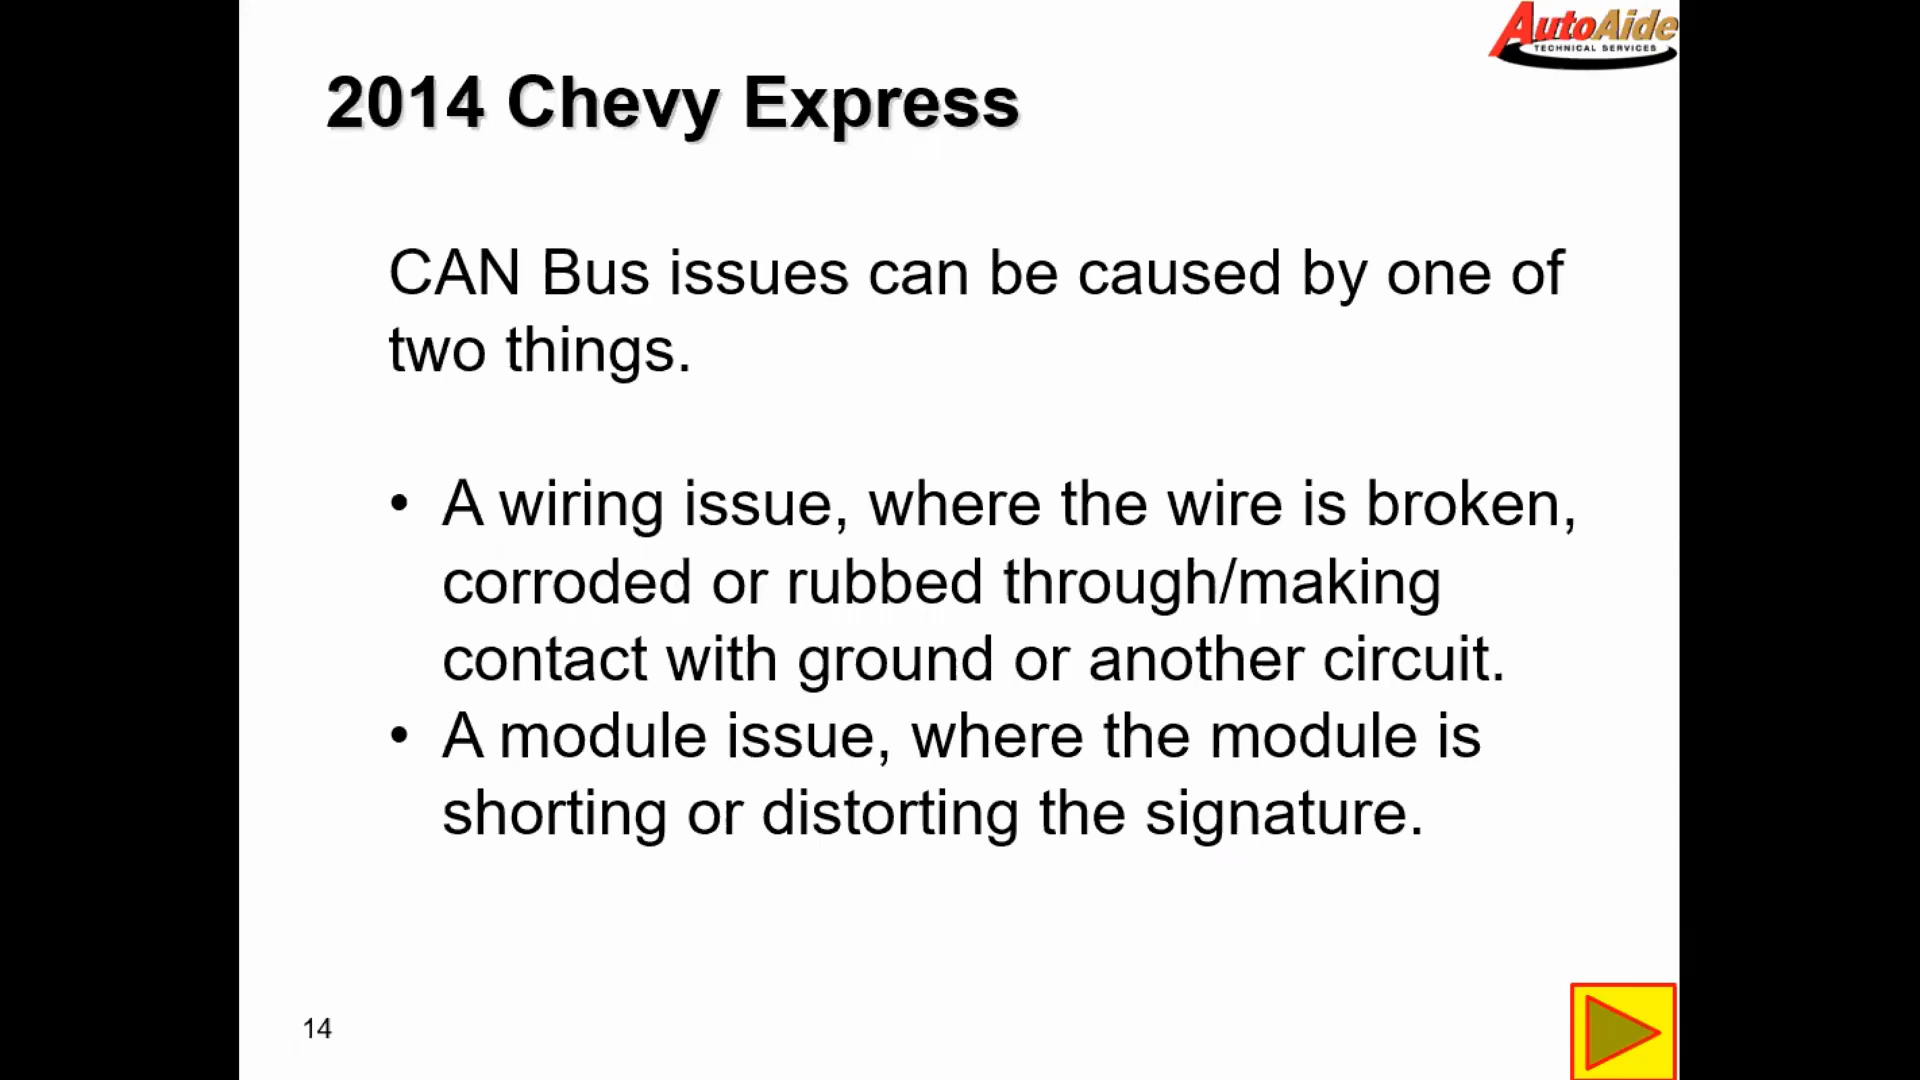 AutoAide
TECHNICAL SERVICES
2014 Chevy Express
CAN Bus issues can be caused by one of
two things.
• A wiring issue, where the wire is broken,
corroded or rubbed through/making
contact with ground or another circuit.
• A module issue, where the module is
shorting or distorting the signature.
14